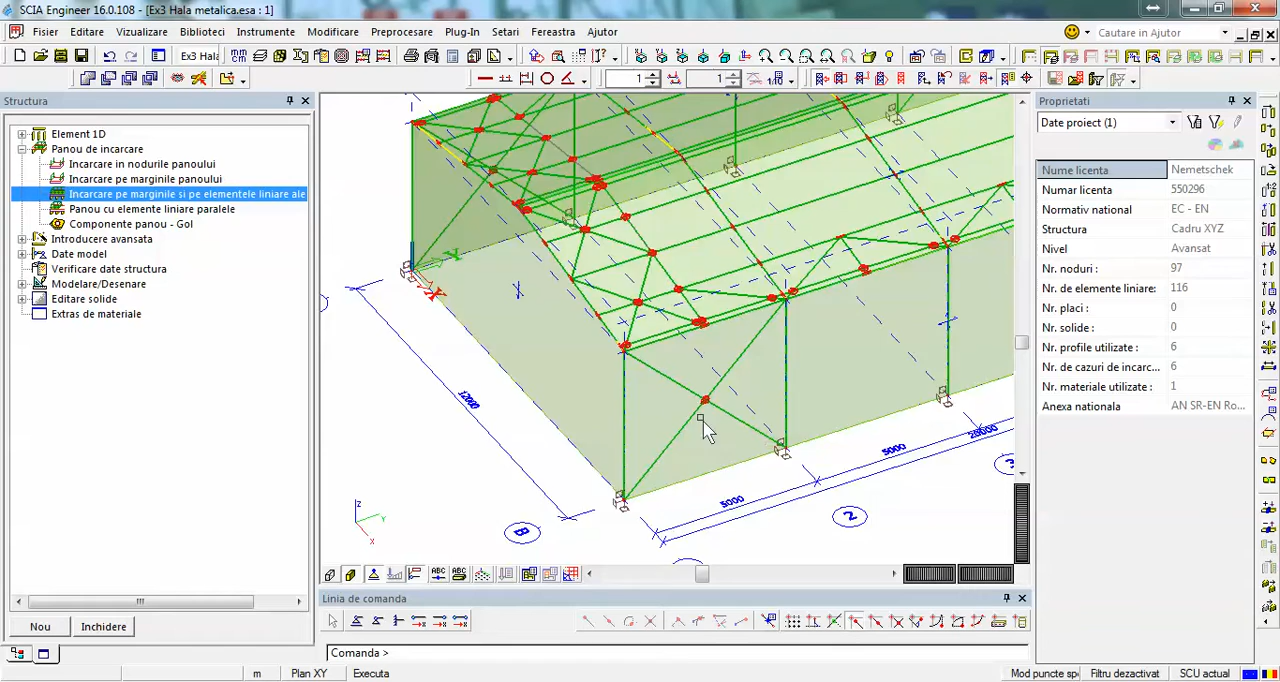 SCIA Engineer 16.0.108 - [Ex3 Hala metalica.esa : 1]
Fisier Editare Vizualizare Biblioteci Instrumente Modificare Preprocesare Plug-In Setari Fereastra Ajutor Cautare in Ajutor
Ex3 Hala
1 1
Structura
Element 1D
Panou de incarcare
Incarcare in nodurile panoului
Incarcare pe marginile panoului
Incarcare pe marginile si pe elementele liniare ale
Panou cu elemente liniare paralele
Componente panou - Gol
Introducere avansata
Date model
Verificare date structura
Modelare/Desenare
Editare solide
Extras de materiale
Nou Inchidere
Y
X
12000
B
5000
5000
20000
2
Z
Y
X
ABC ABC
Linia de comanda
Comanda >
Proprietati
Date proiect (1)
Nume licenta Nemetschek
Numar licenta 550296
Normativ national EC - EN
Structura Cadru XYZ
Nivel Avansat
Nr. noduri : 97
Nr. de elemente liniare: 116
Nr. placi : 0
Nr. solide : 0
Nr. profile utilizate : 6
Nr. de cazuri de incarc... 6
Nr. materiale utilizate : 1
Anexa nationala AN SR-EN Ro...
m Plan XY Executa Mod puncte sp Filtru dezactivat SCU actual